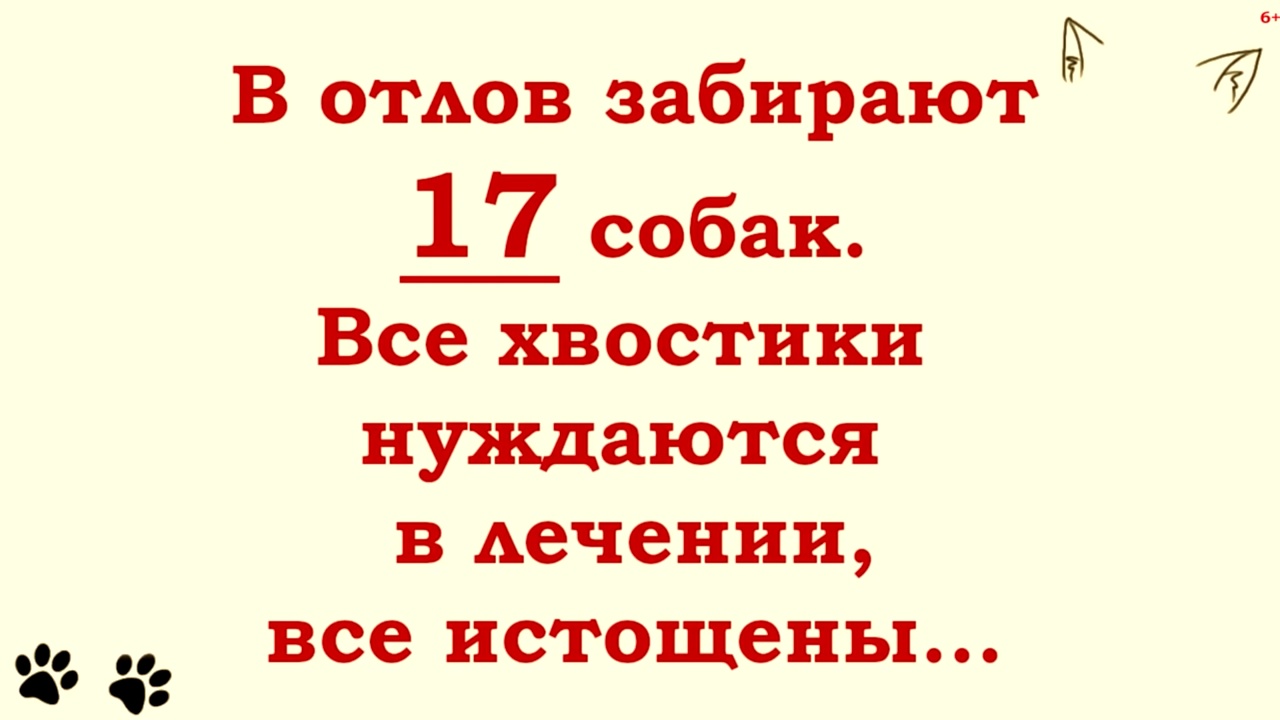 6+
В отлов забирают
17 собак.
Все хвостики
нуждаются
в лечении,
все истощены...